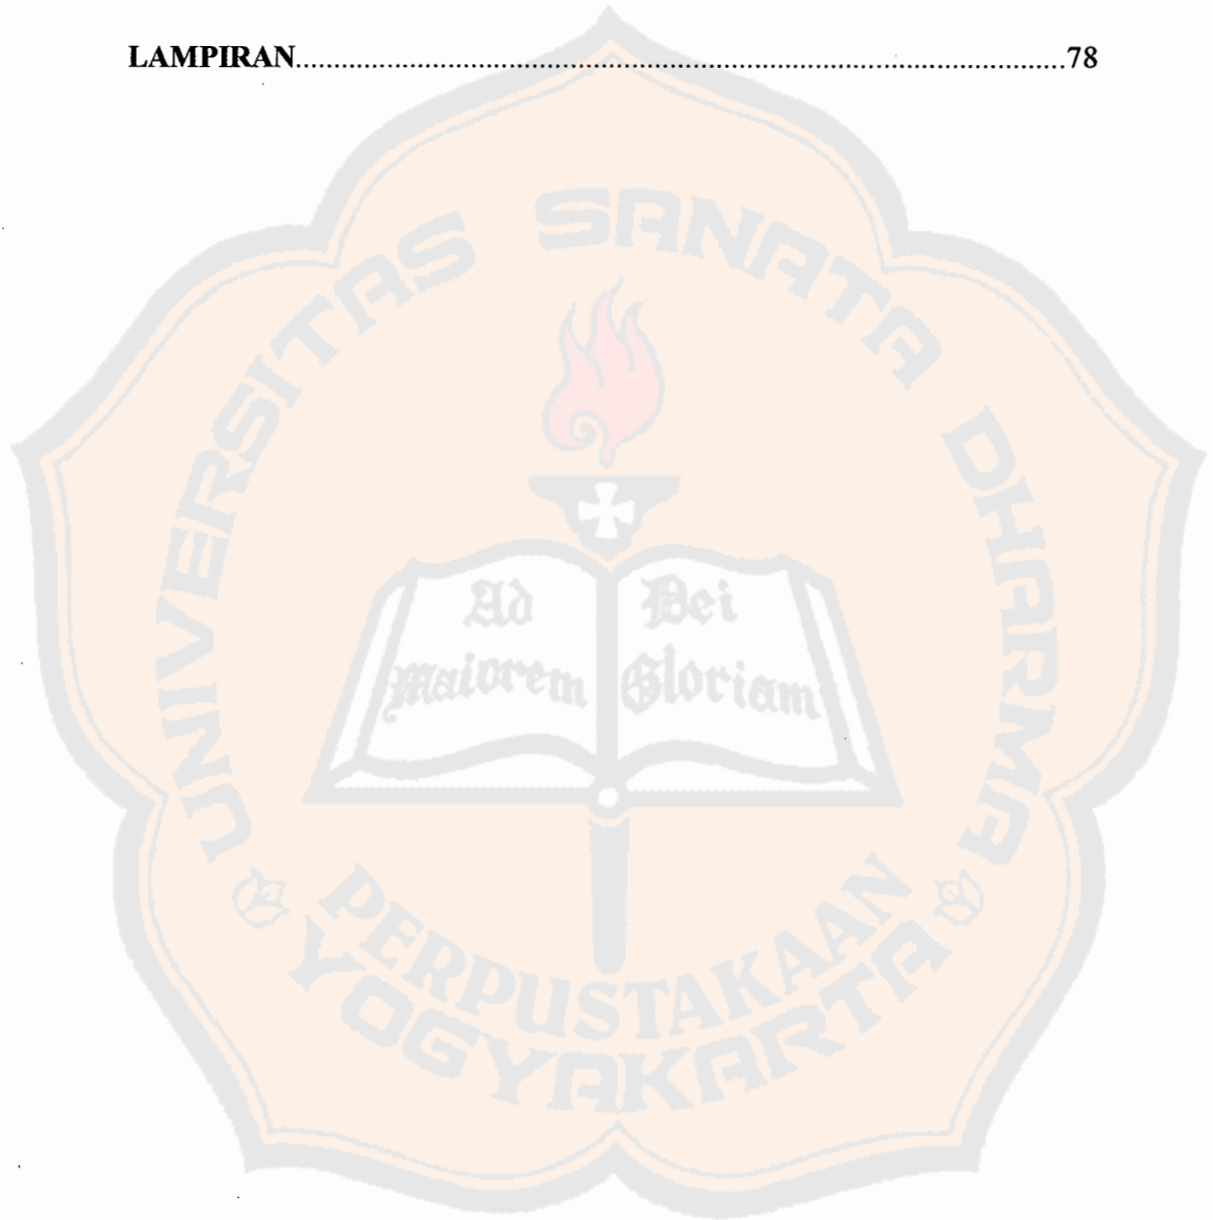 LAMPIRAN........................................................................................................78
UNIVERSITAS SANATA DHARMA
Ad Dei
Maiorem Gloriam
PERPUSTAKAAN
YOGYAKARTA